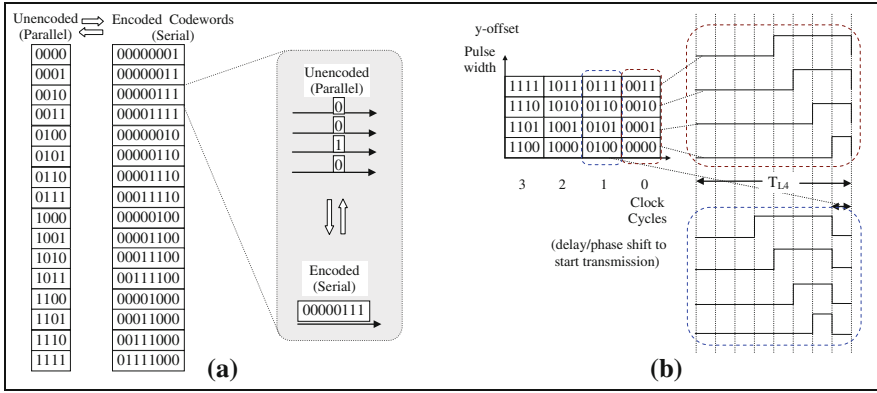 Unencoded Encoded Codewords
(Parallel) (Serial)
0000 00000001
0001 00000011
0010 00000111
0011 00001111
0100 00000010
0101 00000110
0110 00001110
0111 00011110
1000 00000100
1001 00001100
1010 00011100
1011 00111100
1100 00001000
1101 00011000
1110 00111000
1111 01111000
Unencoded
(Parallel)
0
0
1
0
Encoded
(Serial)
00000111
(a)
y-offset
Pulse
width
1111 1011 0111 0011
1110 1010 0110 0010
1101 1001 0101 0001
1100 1000 0100 0000
3 2 1 0
Clock
Cycles
(delay/phase shift to
start transmission)
TL4
(b)